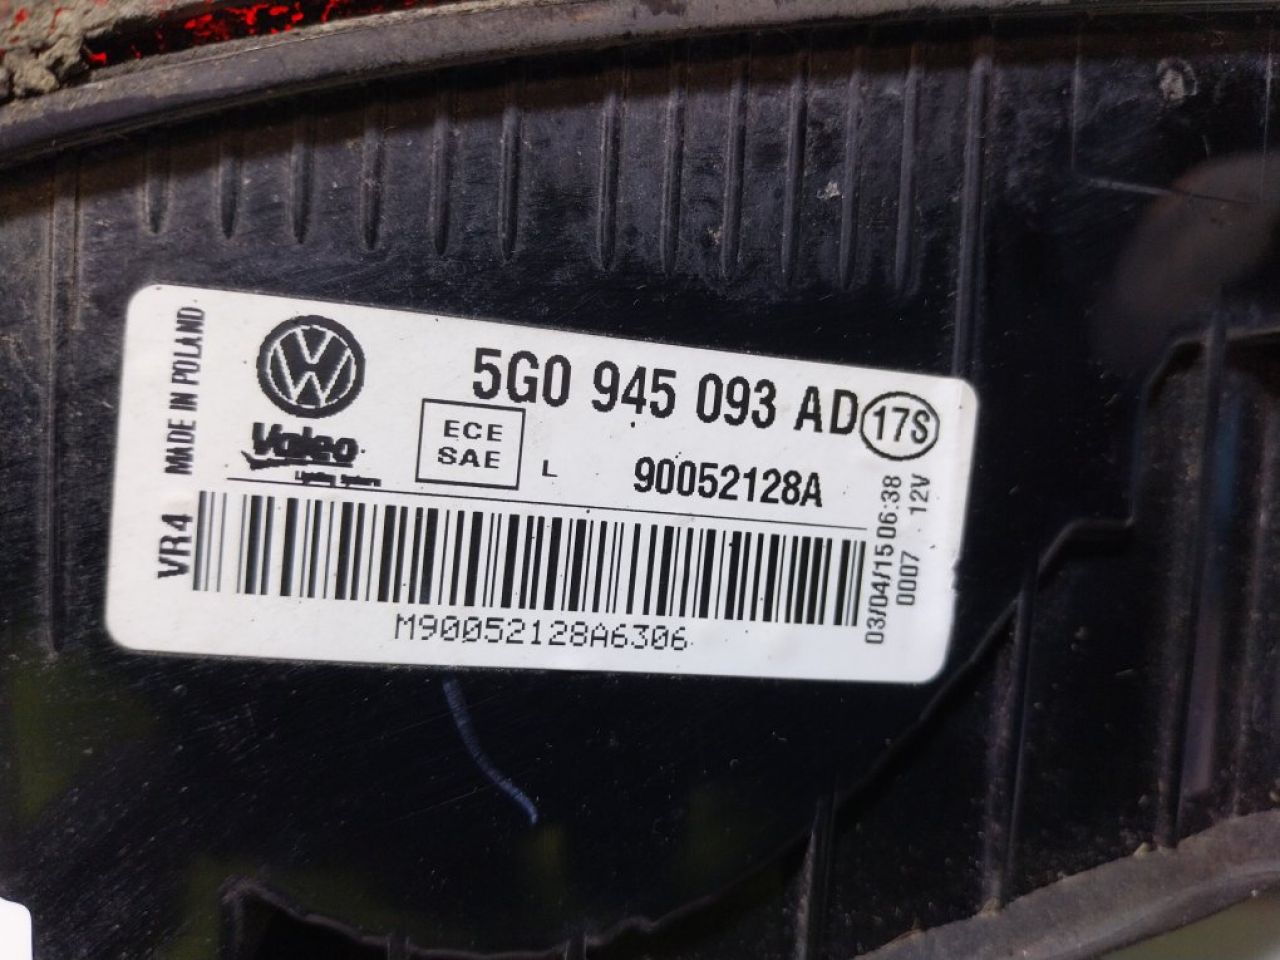 MADE IN POLAND
VR4
Valeo
Lighting Systems
5G0 945 093 AD
17S
ECE
SAE
L
90052128A
M90052128A6306
03/04/15 06:38
0007 12V